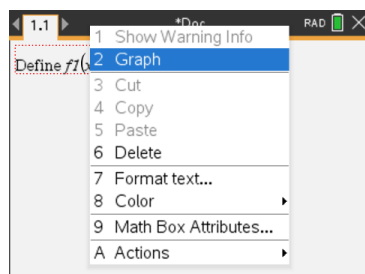 1.1 *Doc RAD
1 Show Warning Info
Define f1(
2 Graph
3 Cut
4 Copy
5 Paste
6 Delete
7 Format text...
8 Color
9 Math Box Attributes...
A Actions